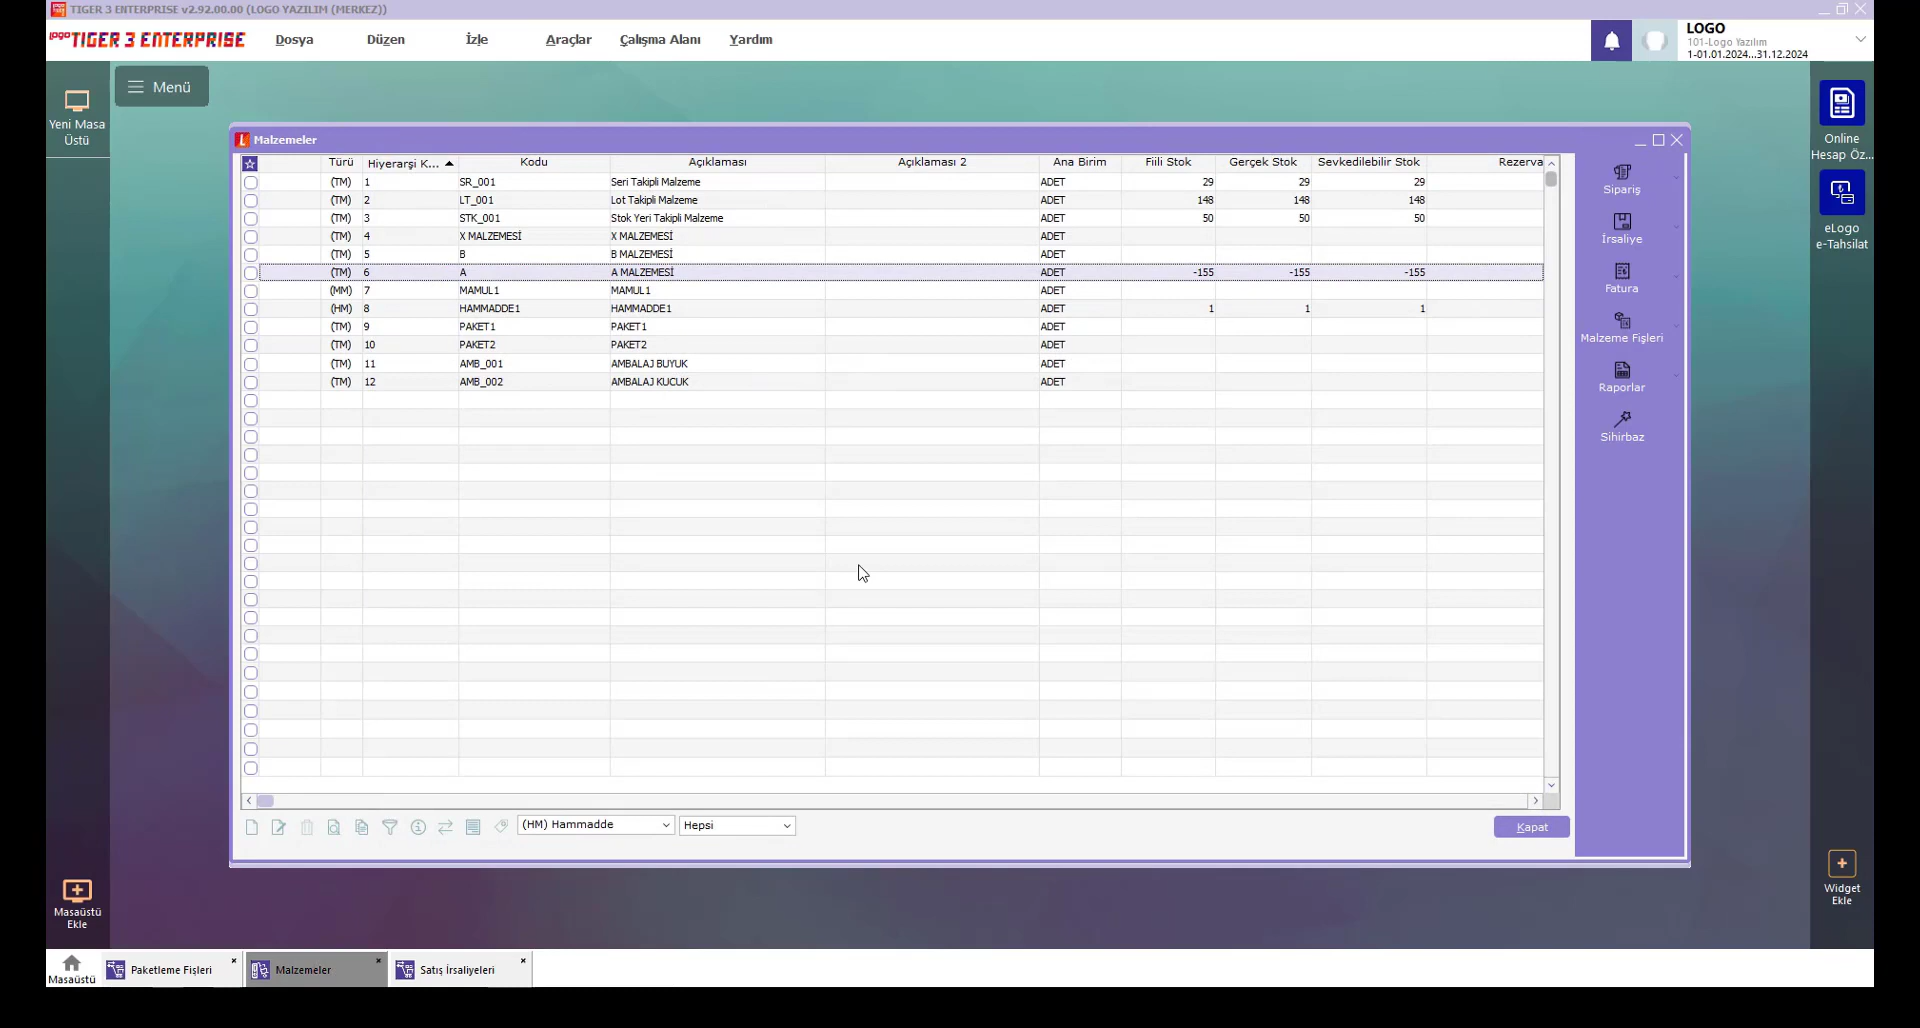 TIGER 3 ENTERPRISE v2.92.00.00 (LOGO YAZILIM (MERKEZ))
LOGO TIGER 3 ENTERPRISE Dosya Düzen İzle Araçlar Çalışma Alanı Yardım
LOGO
101-Logo Yazılım
1-01.01.2024...31.12.2024
Yeni Masa
Üstü
Menü
Online
Hesap Öz...
eLogo
e-Tahsilat
Malzemeler
Türü Hiyerarşi K... Kodu Açıklaması Açıklaması 2 Ana Birim Fiili Stok Gerçek Stok Sevkedilebilir Stok Rezerva
(TM) 1 SR_001 Seri Takipli Malzeme ADET 29 29 29
(TM) 2 LT_001 Lot Takipli Malzeme ADET 148 148 148
(TM) 3 STK_001 Stok Yeri Takipli Malzeme ADET 50 50 50
(TM) 4 X MALZEMESİ X MALZEMESİ ADET
(TM) 5 B B MALZEMESİ ADET
(TM) 6 A A MALZEMESİ ADET -155 -155 -155
(MM) 7 MAMUL1 MAMUL1 ADET
(HM) 8 HAMMADDE1 HAMMADDE1 ADET 1 1 1
(TM) 9 PAKET1 PAKET1 ADET
(TM) 10 PAKET2 PAKET2 ADET
(TM) 11 AMB_001 AMBALAJ BUYUK ADET
(TM) 12 AMB_002 AMBALAJ KUCUK ADET
Sipariş
İrsaliye
Fatura
Malzeme Fişleri
Raporlar
Sihirbaz
(HM) Hammadde Hepsi Kapat
Masaüstü
Ekle
Widget
Ekle
Masaüstü Paketleme Fişleri Malzemeler Satış İrsaliyeleri